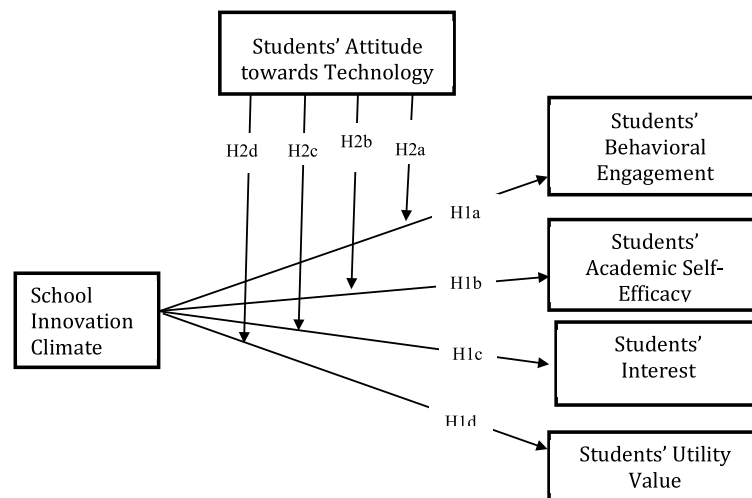 Students’ Attitude
towards Technology
H2d
H2c
H2b
H2a
Students’
Behavioral
Engagement
H1a
Students’
Academic Self-
Efficacy
H1b
School
Innovation
Climate
Students’
Interest
H1c
H1d
Students’ Utility
Value